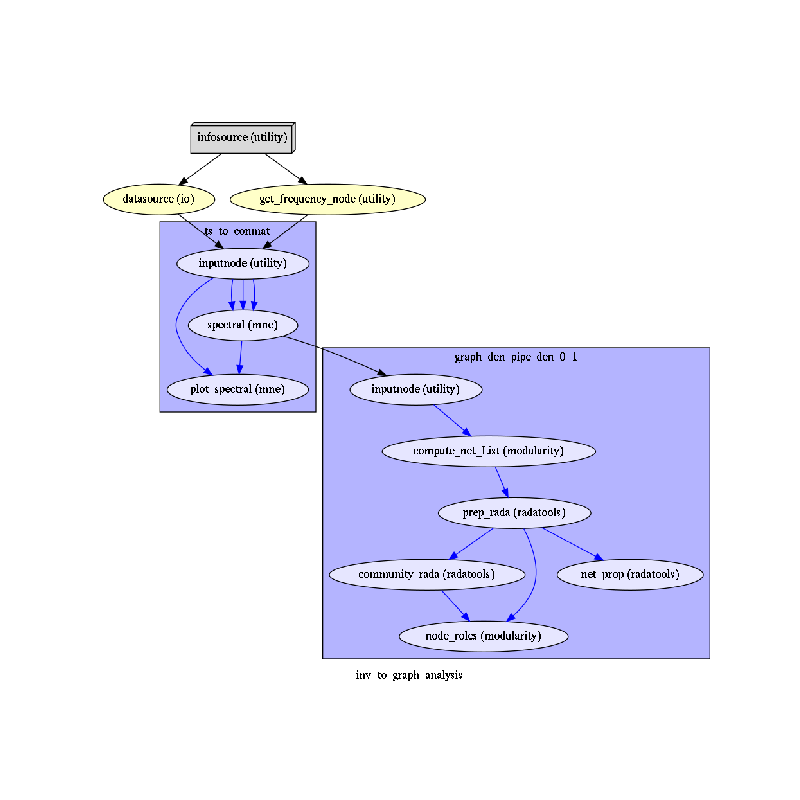 infosource (utility)
datasource (io)
get_frequency_node (utility)
ts_to_conmat
inputnode (utility)
spectral (mne)
plot_spectral (mne)
graph_den_pipe_den_0_1
inputnode (utility)
compute_net_List (modularity)
prep_rada (radatools)
community_rada (radatools)
net_prop (radatools)
node_roles (modularity)
inv_to_graph_analysis